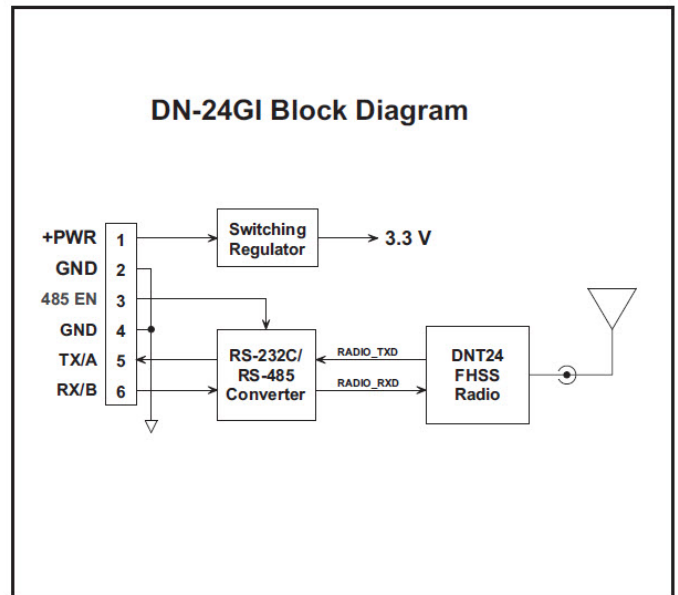 DN-24GI Block Diagram
Switching
Regulator
3.3 V
+PWR 1
GND 2
485 EN 3
GND 4
TX/A 5
RX/B 6
RS-232C/
RS-485
Converter
RADIO_TXD
RADIO_RXD
DNT24
FHSS
Radio